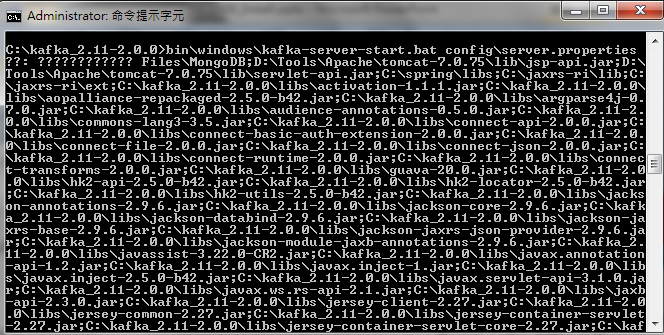 Administrator: 命令提示字元
C:\kafka_2.11-2.0.0>bin\windows\kafka-server-start.bat config\server.properties
??: ???????????? Files\MongoDB;D:\Tools\Apache\tomcat-7.0.75\lib\jsp-api.jar;D:\
Tools\Apache\tomcat-7.0.75\lib\servlet-api.jar;C:\spring\libs;C:\jaxrs-ri\lib;C:
\jaxrs-ri\ext;C:\kafka_2.11-2.0.0\libs\activation-1.1.1.jar;C:\kafka_2.11-2.0.0\
libs\aopalliance-repackaged-2.5.0-b42.jar;C:\kafka_2.11-2.0.0\libs\argparse4j-0.
7.0.jar;C:\kafka_2.11-2.0.0\libs\audience-annotations-0.5.0.jar;C:\kafka_2.11-2.
0.0\libs\commons-lang3-3.5.jar;C:\kafka_2.11-2.0.0\libs\connect-api-2.0.0.jar;C:
\kafka_2.11-2.0.0\libs\connect-basic-auth-extension-2.0.0.jar;C:\kafka_2.11-2.0.
0\libs\connect-file-2.0.0.jar;C:\kafka_2.11-2.0.0\libs\connect-json-2.0.0.jar;C:
\kafka_2.11-2.0.0\libs\connect-runtime-2.0.0.jar;C:\kafka_2.11-2.0.0\libs\connec
t-transforms-2.0.0.jar;C:\kafka_2.11-2.0.0\libs\guava-20.0.jar;C:\kafka_2.11-2.0
.0\libs\hk2-api-2.5.0-b42.jar;C:\kafka_2.11-2.0.0\libs\hk2-locator-2.5.0-b42.jar
;C:\kafka_2.11-2.0.0\libs\hk2-utils-2.5.0-b42.jar;C:\kafka_2.11-2.0.0\libs\jacks
on-annotations-2.9.6.jar;C:\kafka_2.11-2.0.0\libs\jackson-core-2.9.6.jar;C:\kafk
a_2.11-2.0.0\libs\jackson-databind-2.9.6.jar;C:\kafka_2.11-2.0.0\libs\jackson-ja
xrs-base-2.9.6.jar;C:\kafka_2.11-2.0.0\libs\jackson-jaxrs-json-provider-2.9.6.ja
r;C:\kafka_2.11-2.0.0\libs\jackson-module-jaxb-annotations-2.9.6.jar;C:\kafka_2.
11-2.0.0\libs\javassist-3.22.0-CR2.jar;C:\kafka_2.11-2.0.0\libs\javax.annotation
-api-1.2.jar;C:\kafka_2.11-2.0.0\libs\javax.inject-1.jar;C:\kafka_2.11-2.0.0\lib
s\javax.inject-2.5.0-b42.jar;C:\kafka_2.11-2.0.0\libs\javax.servlet-api-3.1.0.ja
r;C:\kafka_2.11-2.0.0\libs\javax.ws.rs-api-2.1.jar;C:\kafka_2.11-2.0.0\libs\jaxb
-api-2.3.0.jar;C:\kafka_2.11-2.0.0\libs\jersey-client-2.27.jar;C:\kafka_2.11-2.0
.0\libs\jersey-common-2.27.jar;C:\kafka_2.11-2.0.0\libs\jersey-container-servlet
-2.27.jar;C:\kafka_2.11-2.0.0\libs\jersey-container-servlet-core-2.27.jar;C:\kaf